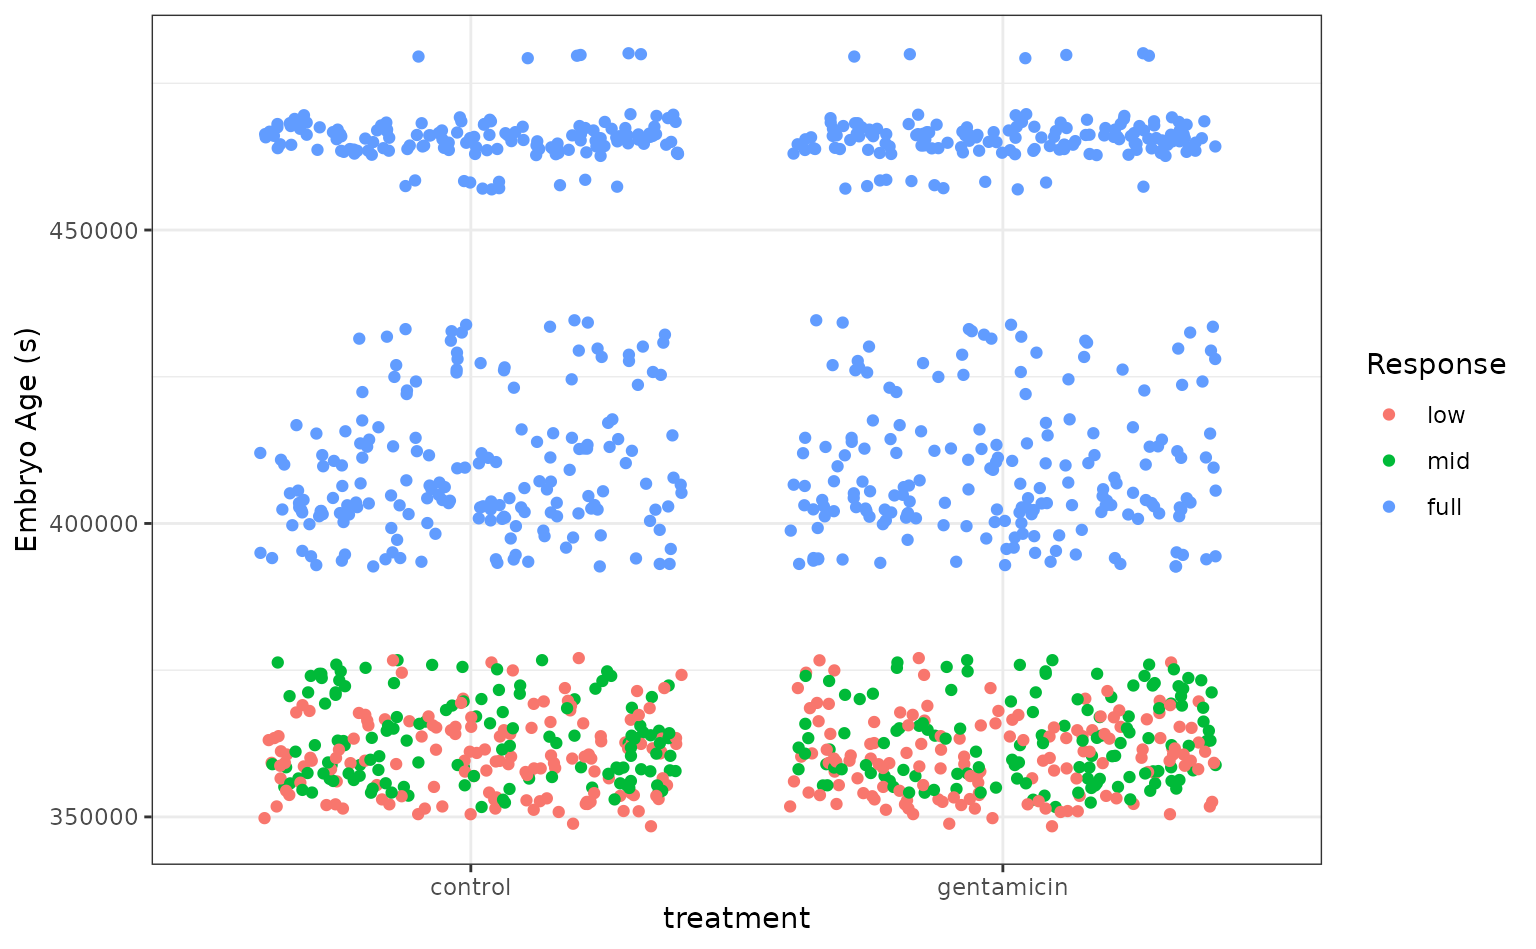 Embryo Age (s)
450000
400000
350000
control
gentamicin
treatment
Response
low
mid
full